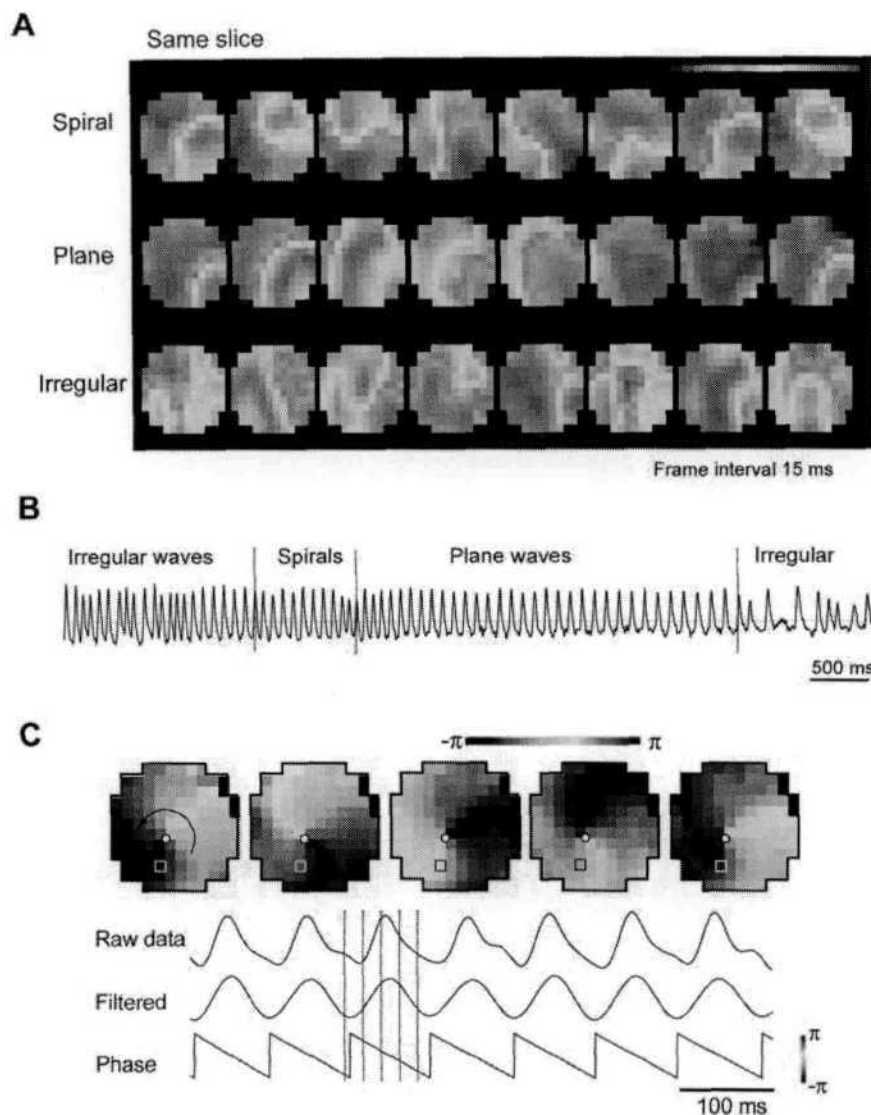 A
Same slice
Spiral
Plane
Irregular
Frame interval 15 ms
B
Irregular waves Spirals Plane waves Irregular
500 ms
C
-π π
Raw data
Filtered
Phase
π
-π
100 ms